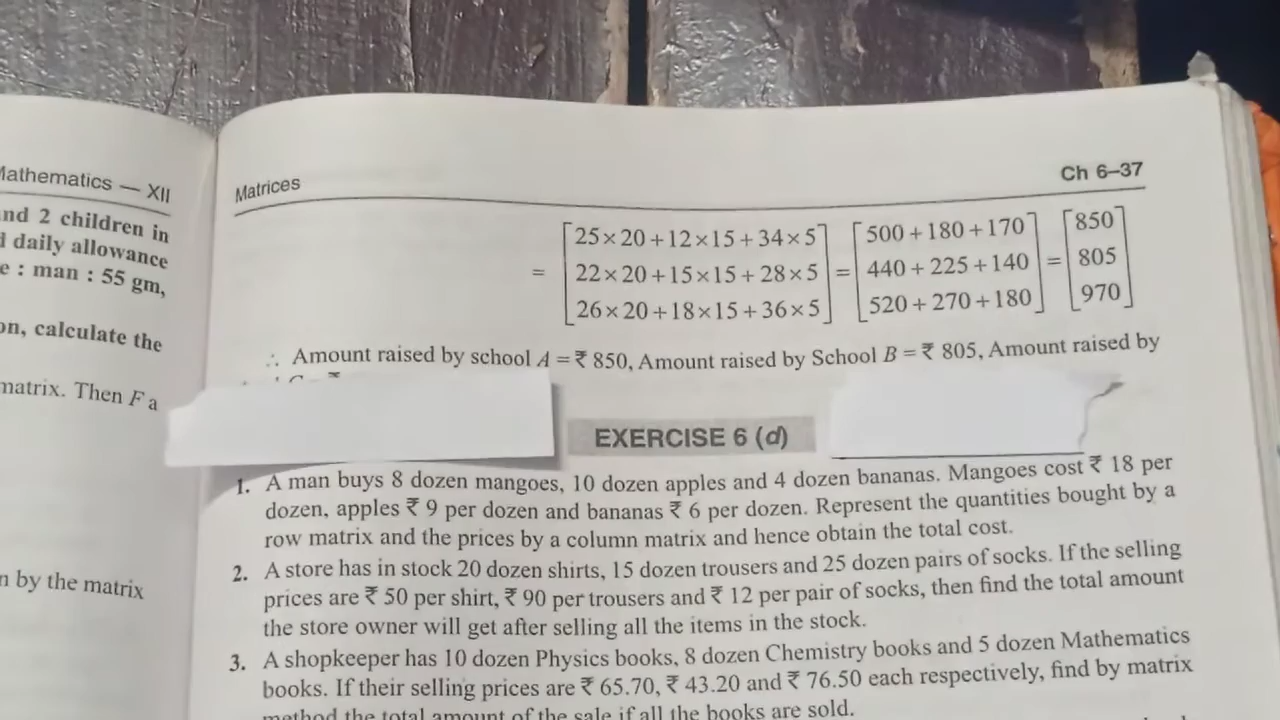 Mathematics — XII
nd 2 children in
d daily allowance
e : man : 55 gm,
on, calculate the
matrix. Then F a
n by the matrix
Matrices
Ch 6–37
= [25×20+12×15+34×5] [500+180+170] [850]
[22×20+15×15+28×5] = [440+225+140] = [805]
[26×20+18×15+36×5] [520+270+180] [970]
∴ Amount raised by school A = ₹ 850, Amount raised by School B = ₹ 805, Amount raised by
EXERCISE 6 (d)
1. A man buys 8 dozen mangoes, 10 dozen apples and 4 dozen bananas. Mangoes cost ₹ 18 per
dozen, apples ₹ 9 per dozen and bananas ₹ 6 per dozen. Represent the quantities bought by a
row matrix and the prices by a column matrix and hence obtain the total cost.
2. A store has in stock 20 dozen shirts, 15 dozen trousers and 25 dozen pairs of socks. If the selling
prices are ₹ 50 per shirt, ₹ 90 per trousers and ₹ 12 per pair of socks, then find the total amount
the store owner will get after selling all the items in the stock.
3. A shopkeeper has 10 dozen Physics books, 8 dozen Chemistry books and 5 dozen Mathematics
books. If their selling prices are ₹ 65.70, ₹ 43.20 and ₹ 76.50 each respectively, find by matrix
method the total amount of the sale if all the books are sold.